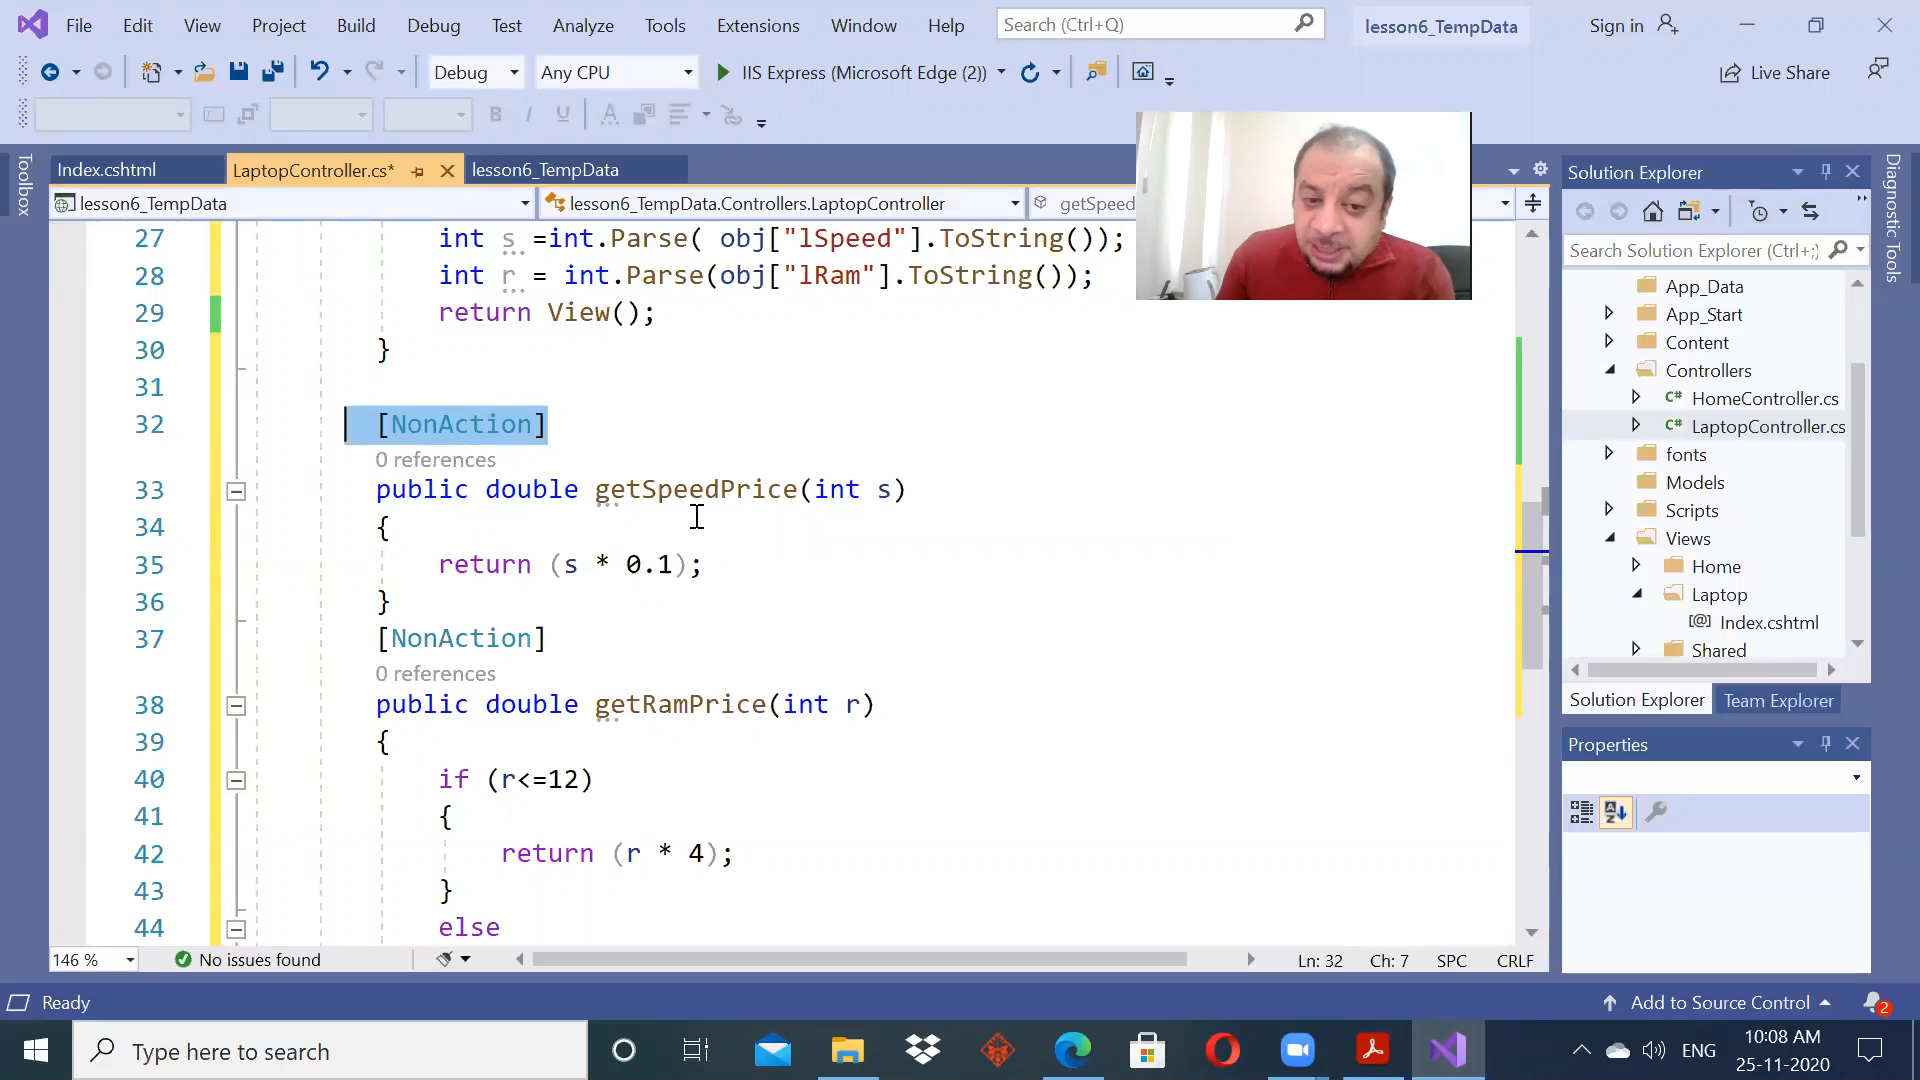 File Edit View Project Build Debug Test Analyze Tools Extensions Window Help Search (Ctrl+Q) lesson6_TempData Sign in
Debug Any CPU IIS Express (Microsoft Edge (2)) Live Share
B I U A
Toolbox
Index.cshtml LaptopController.cs* lesson6_TempData
lesson6_TempData lesson6_TempData.Controllers.LaptopController getSpeed
27 int s =int.Parse( obj["lSpeed"].ToString());
28 int r = int.Parse(obj["lRam"].ToString());
29 return View();
30 }
31
32 [NonAction]
0 references
33 public double getSpeedPrice(int s)
34 {
35 return (s * 0.1);
36 }
37 [NonAction]
0 references
38 public double getRamPrice(int r)
39 {
40 if (r<=12)
41 {
42 return (r * 4);
43 }
44 else
146 % No issues found Ln: 32 Ch: 7 SPC CRLF
Solution Explorer
Search Solution Explorer (Ctrl+;)
App_Data
App_Start
Content
Controllers
C# HomeController.cs
C# LaptopController.cs
fonts
Models
Scripts
Views
Home
Laptop
[@] Index.cshtml
Shared
Solution Explorer Team Explorer
Properties
Diagnostic Tools
Ready Add to Source Control 2
Type here to search ENG 10:08 AM
25-11-2020